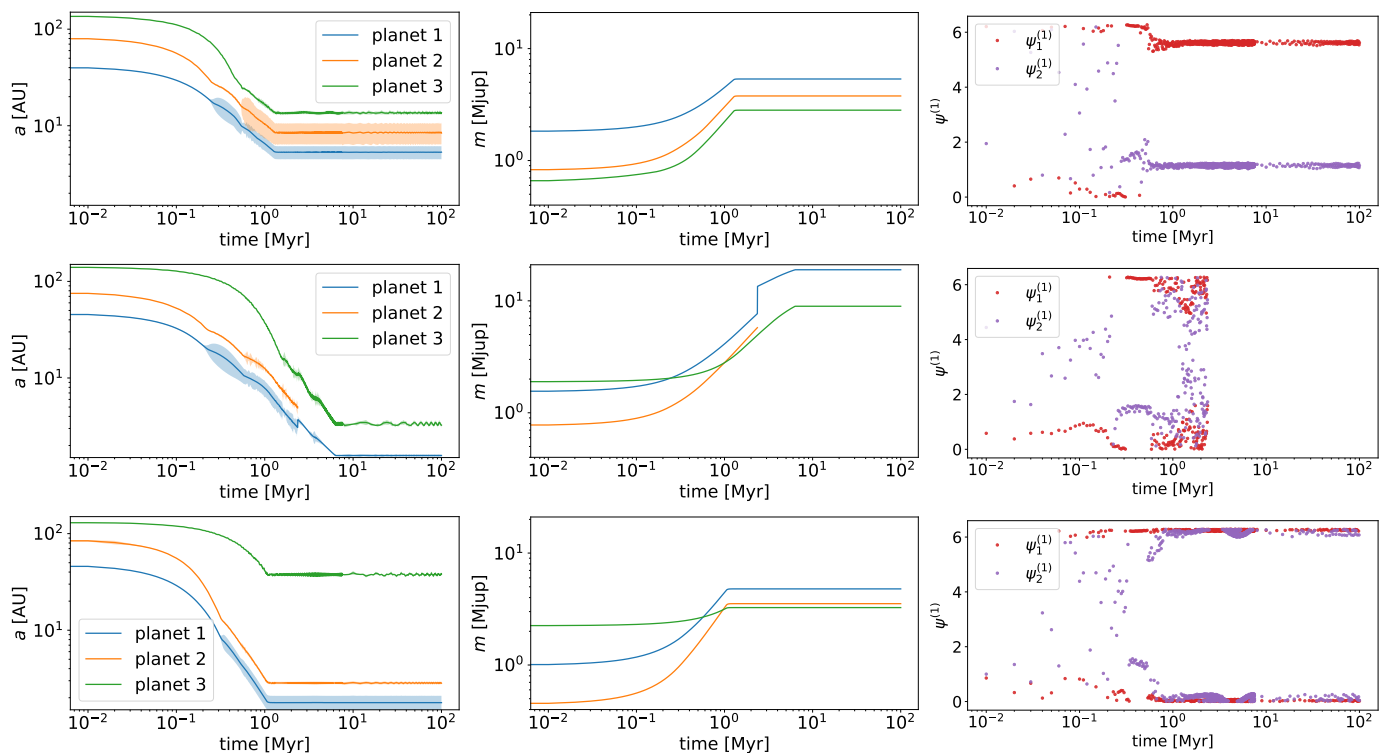 a [AU]
10²
10¹
planet 1
planet 2
planet 3
10⁻² 10⁻¹ 10⁰ 10¹ 10²
time [Myr]
m [Mjup]
10¹
10⁰
10⁻² 10⁻¹ 10⁰ 10¹ 10²
time [Myr]
ψ⁽¹⁾
6
4
2
0
ψ₁⁽¹⁾
ψ₂⁽¹⁾
10⁻² 10⁻¹ 10⁰ 10¹ 10²
time [Myr]
a [AU]
10²
10¹
planet 1
planet 2
planet 3
10⁻² 10⁻¹ 10⁰ 10¹ 10²
time [Myr]
m [Mjup]
10¹
10⁰
10⁻² 10⁻¹ 10⁰ 10¹ 10²
time [Myr]
ψ⁽¹⁾
6
4
2
0
ψ₁⁽¹⁾
ψ₂⁽¹⁾
10⁻² 10⁻¹ 10⁰ 10¹ 10²
time [Myr]
a [AU]
10²
10¹
planet 1
planet 2
planet 3
10⁻² 10⁻¹ 10⁰ 10¹ 10²
time [Myr]
m [Mjup]
10¹
10⁰
10⁻² 10⁻¹ 10⁰ 10¹ 10²
time [Myr]
ψ⁽¹⁾
6
4
2
0
ψ₁⁽¹⁾
ψ₂⁽¹⁾
10⁻² 10⁻¹ 10⁰ 10¹ 10²
time [Myr]